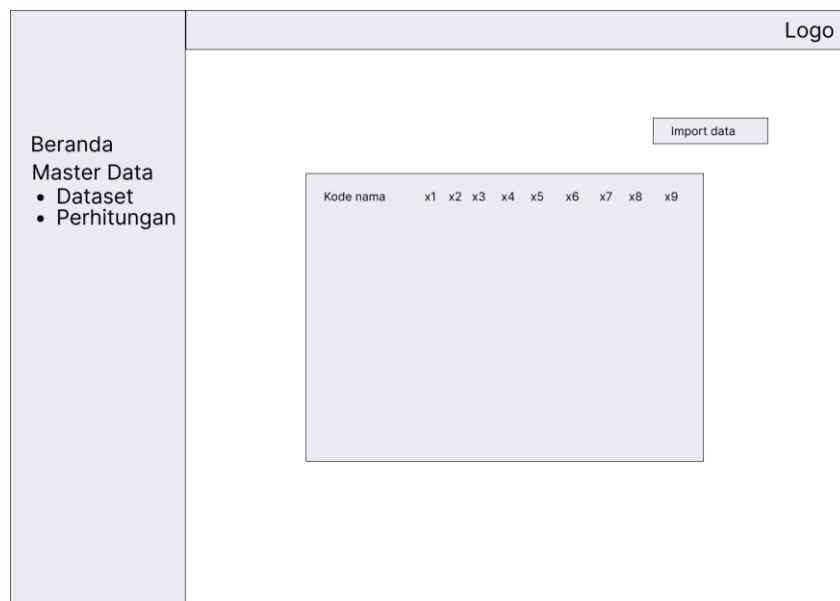 Logo
Import data
Beranda
Master Data
• Dataset
• Perhitungan
Kode nama x1 x2 x3 x4 x5 x6 x7 x8 x9